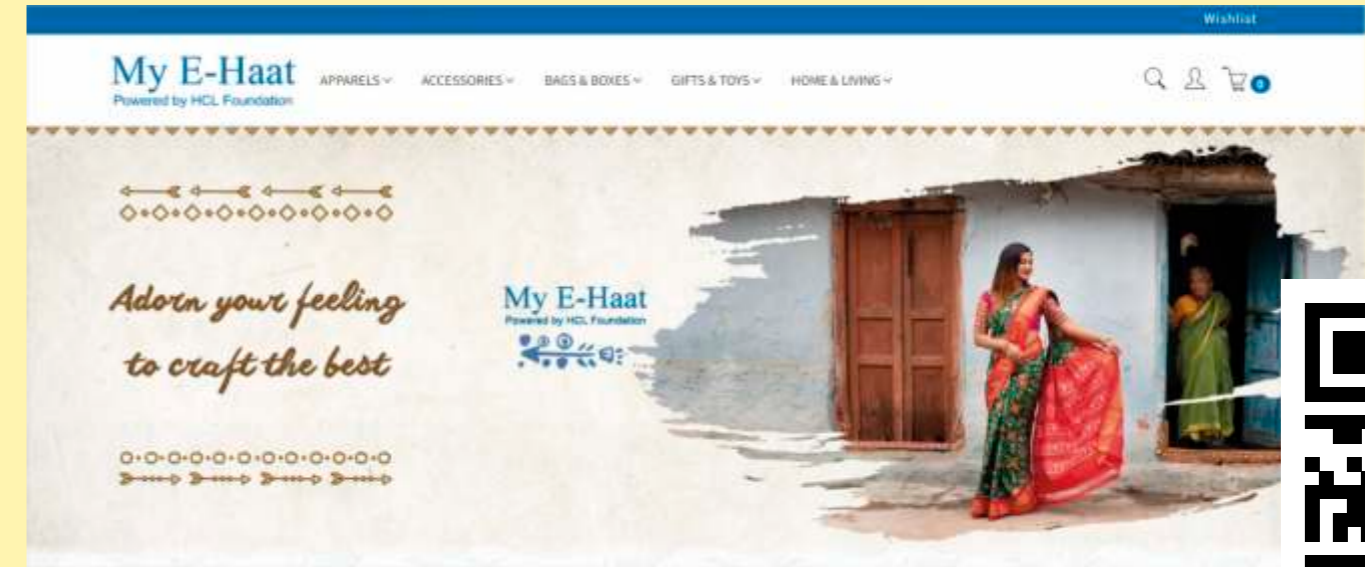 Wishlist
My E-Haat
Powered by HCL Foundation
APPARELS
ACCESSORIES
BAGS & BOXES
GIFTS & TOYS
HOME & LIVING
0
Adorn your feeling
to craft the best
My E-Haat
Powered by HCL Foundation